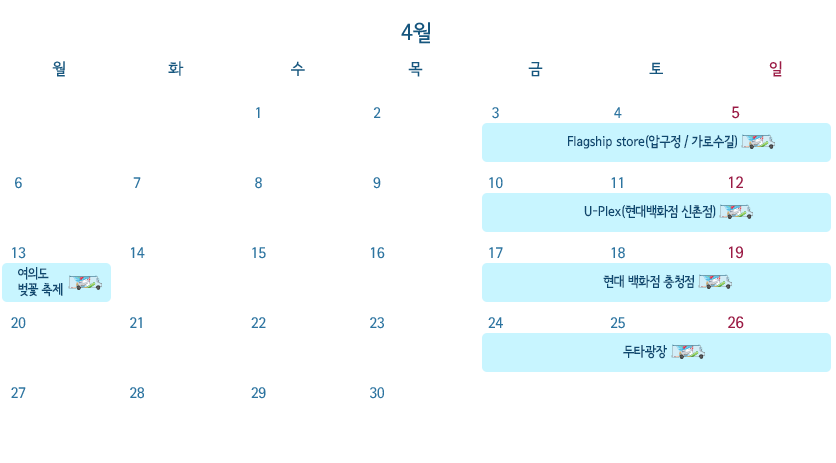 4월
월 화 수 목 금 토 일
1 2 3 4 5
Flagship store(압구정 / 가로수길)
6 7 8 9 10 11 12
U-Plex(현대백화점 신촌점)
13 14 15 16 17 18 19
여의도
벚꽃 축제
현대 백화점 충청점
20 21 22 23 24 25 26
두타광장
27 28 29 30